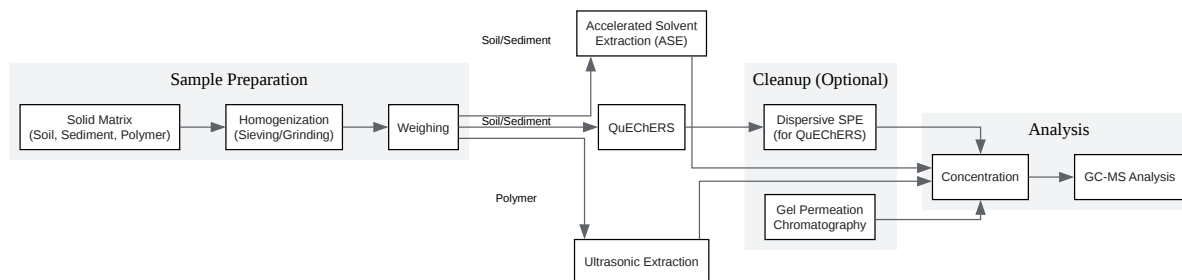 Sample Preparation
Solid Matrix
(Soil, Sediment, Polymer)
Homogenization
(Sieving/Grinding)
Weighing
Soil/Sediment
Soil/Sediment
Polymer
Accelerated Solvent
Extraction (ASE)
QuEChERS
Ultrasonic Extraction
Cleanup (Optional)
Dispersive SPE
(for QuEChERS)
Gel Permeation
Chromatography
Analysis
Concentration
GC-MS Analysis